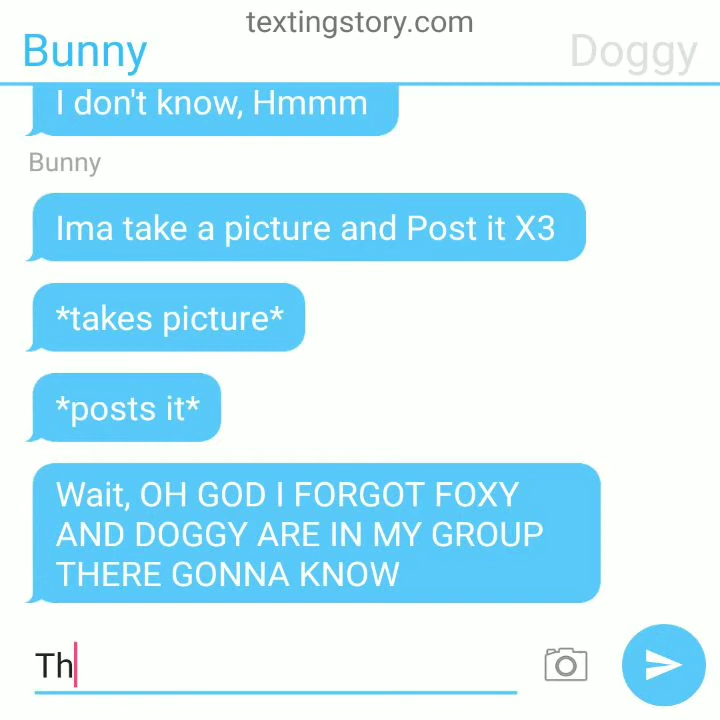 textingstory.com
Bunny
Doggy
I don't know, Hmmm
Bunny
Ima take a picture and Post it X3
*takes picture*
*posts it*
Wait, OH GOD I FORGOT FOXY
AND DOGGY ARE IN MY GROUP
THERE GONNA KNOW
Th